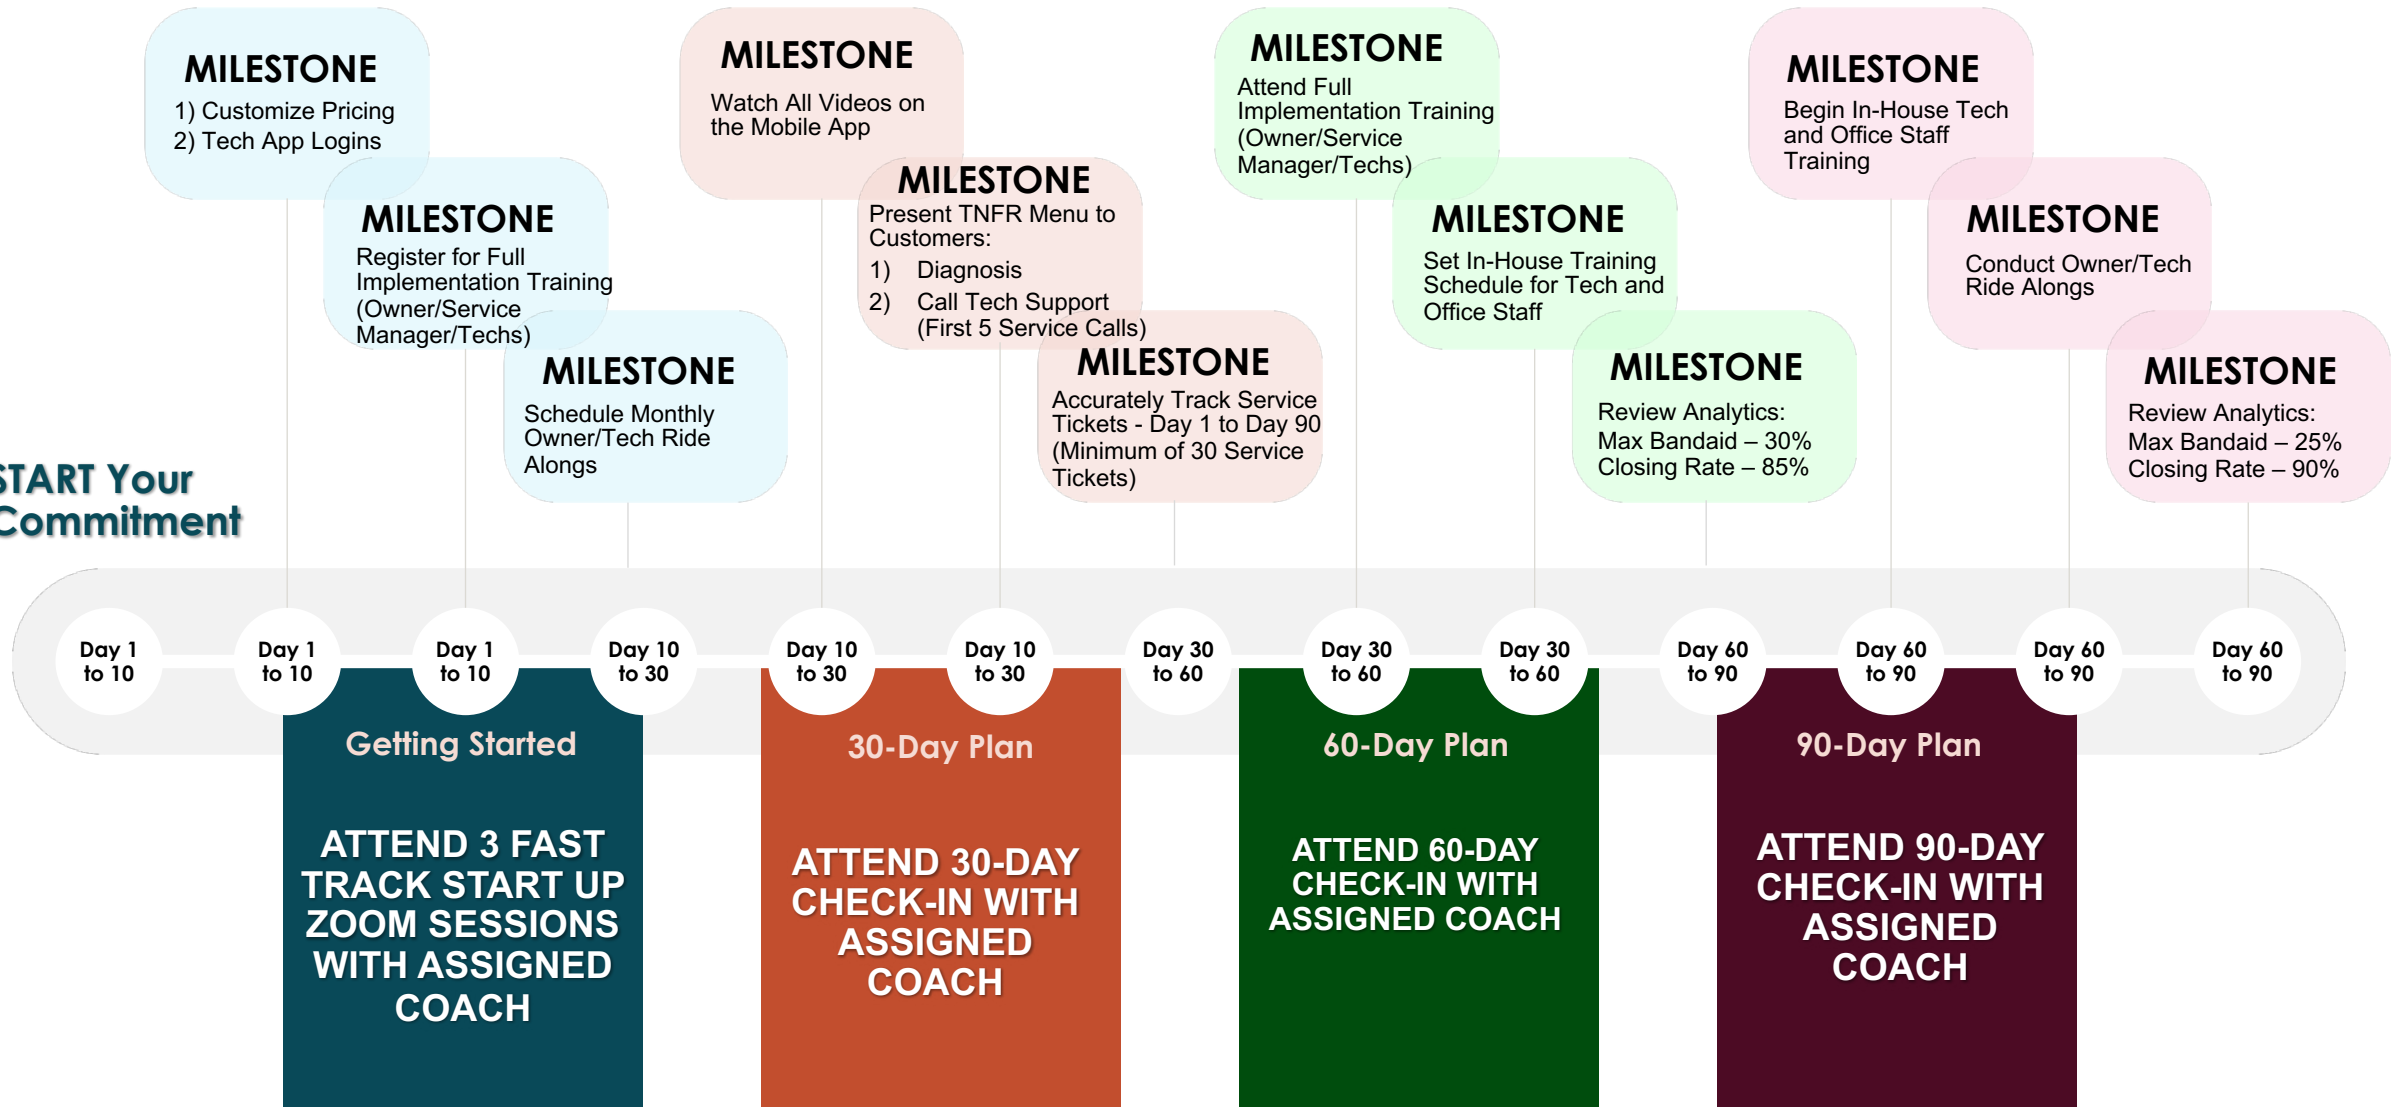 MILESTONE
1) Customize Pricing
2) Tech App Logins
MILESTONE
Register for Full
Implementation Training
(Owner/Service
Manager/Techs)
MILESTONE
Schedule Monthly
Owner/Tech Ride
Alongs
MILESTONE
Watch All Videos on
the Mobile App
MILESTONE
Present TNFR Menu to
Customers:
1) Diagnosis
2) Call Tech Support
(First 5 Service Calls)
MILESTONE
Accurately Track Service
Tickets - Day 1 to Day 90
(Minimum of 30 Service
Tickets)
MILESTONE
Attend Full
Implementation Training
(Owner/Service
Manager/Techs)
MILESTONE
Set In-House Training
Schedule for Tech and
Office Staff
MILESTONE
Review Analytics:
Max Bandaid – 30%
Closing Rate – 85%
MILESTONE
Begin In-House Tech
and Office Staff
Training
MILESTONE
Conduct Owner/Tech
Ride Alongs
MILESTONE
Review Analytics:
Max Bandaid – 25%
Closing Rate – 90%
START Your
Commitment
Day 1
to 10
Day 1
to 10
Day 1
to 10
Day 10
to 30
Day 10
to 30
Day 10
to 30
Day 30
to 60
Day 30
to 60
Day 30
to 60
Day 60
to 90
Day 60
to 90
Day 60
to 90
Day 60
to 90
Getting Started
ATTEND 3 FAST
TRACK START UP
ZOOM SESSIONS
WITH ASSIGNED
COACH
30-Day Plan
ATTEND 30-DAY
CHECK-IN WITH
ASSIGNED
COACH
60-Day Plan
ATTEND 60-DAY
CHECK-IN WITH
ASSIGNED COACH
90-Day Plan
ATTEND 90-DAY
CHECK-IN WITH
ASSIGNED
COACH